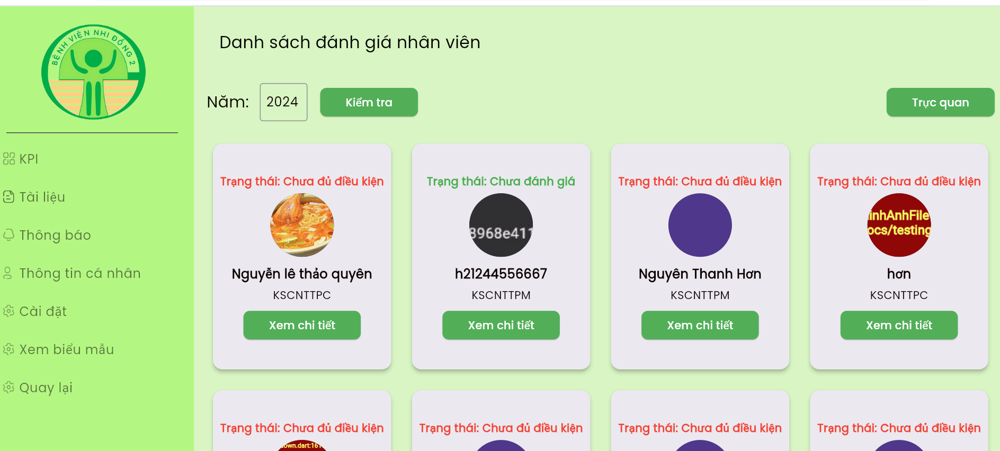 BỆNH VIỆN NHI ĐỒNG 2
KPI
Tài liệu
Thông báo
Thông tin cá nhân
Cài đặt
Xem biểu mẫu
Quay lại
Danh sách đánh giá nhân viên
Năm: 2024 Kiểm tra Trực quan
Trạng thái: Chưa đủ điều kiện
Nguyễn lê thảo quyên
KSCNTTPC
Xem chi tiết
Trạng thái: Chưa đánh giá
8968e411
h21244556667
KSCNTTPM
Xem chi tiết
Trạng thái: Chưa đủ điều kiện
Nguyên Thanh Hơn
KSCNTTPM
Xem chi tiết
Trạng thái: Chưa đủ điều kiện
inhAnhFile
ocs/testing
hơn
KSCNTTPC
Xem chi tiết
Trạng thái: Chưa đủ điều kiện
down.dart:161
Trạng thái: Chưa đủ điều kiện
Trạng thái: Chưa đủ điều kiện
Trạng thái: Chưa đủ điều kiện